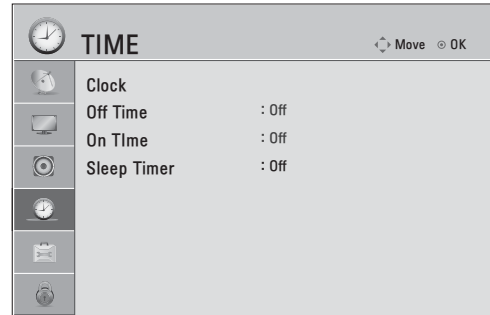 TIME
Move OK
Clock
Off Time : Off
On TIme : Off
Sleep Timer : Off